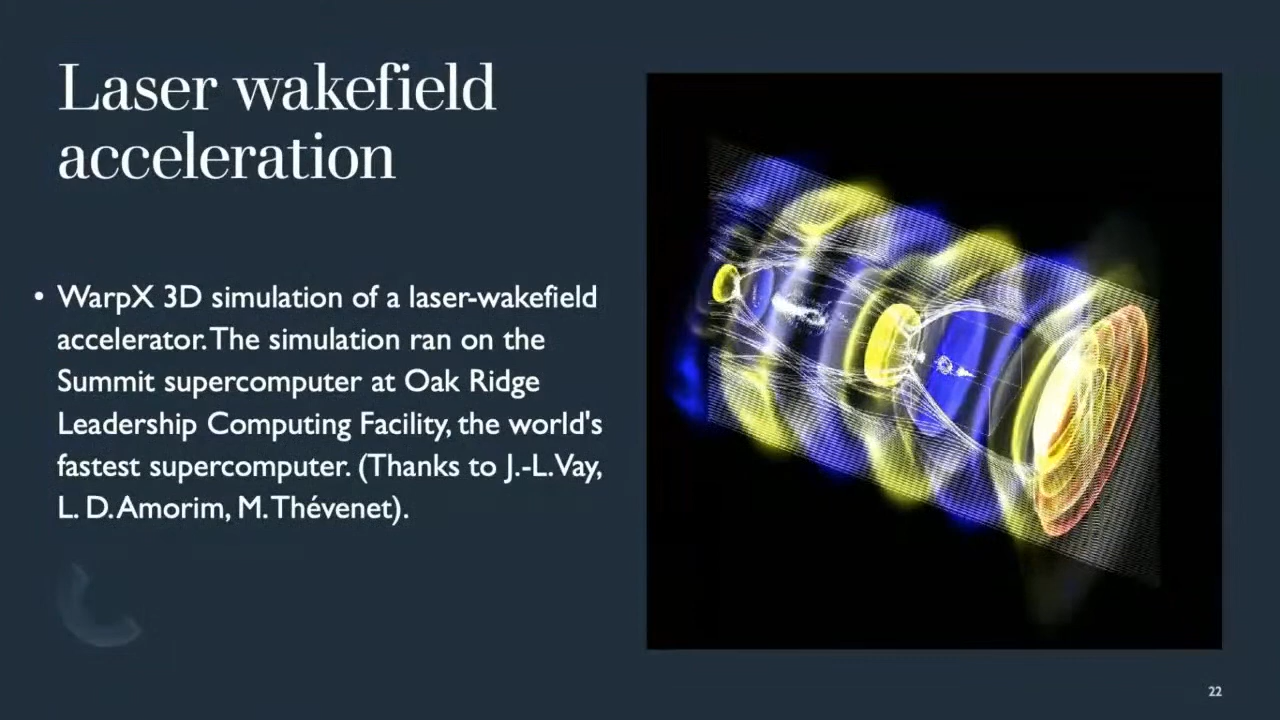 Laser wakefield
acceleration
• WarpX 3D simulation of a laser-wakefield
accelerator. The simulation ran on the
Summit supercomputer at Oak Ridge
Leadership Computing Facility, the world's
fastest supercomputer. (Thanks to J.-L. Vay,
L. D. Amorim, M. Thévenet).
22